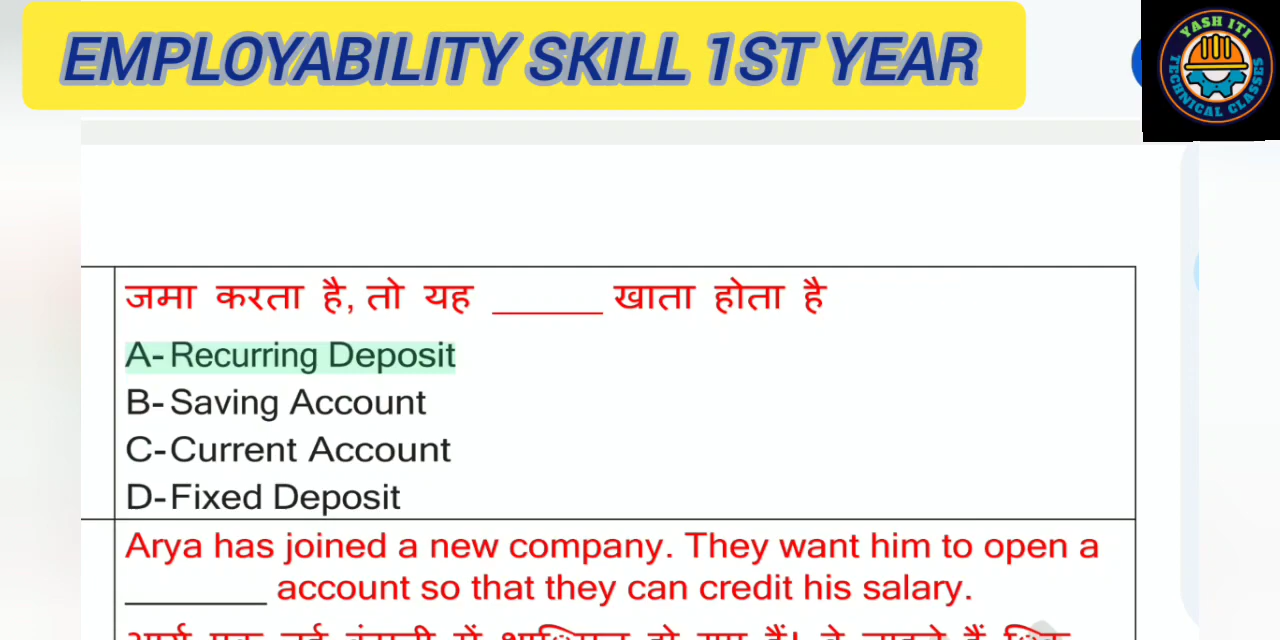 EMPLOYABILITY SKILL 1ST YEAR
YASH ITI
TECHNICAL CLASSES
जमा करता है, तो यह ______ खाता होता है
A-Recurring Deposit
B-Saving Account
C-Current Account
D-Fixed Deposit
Arya has joined a new company. They want him to open a
_______ account so that they can credit his salary.